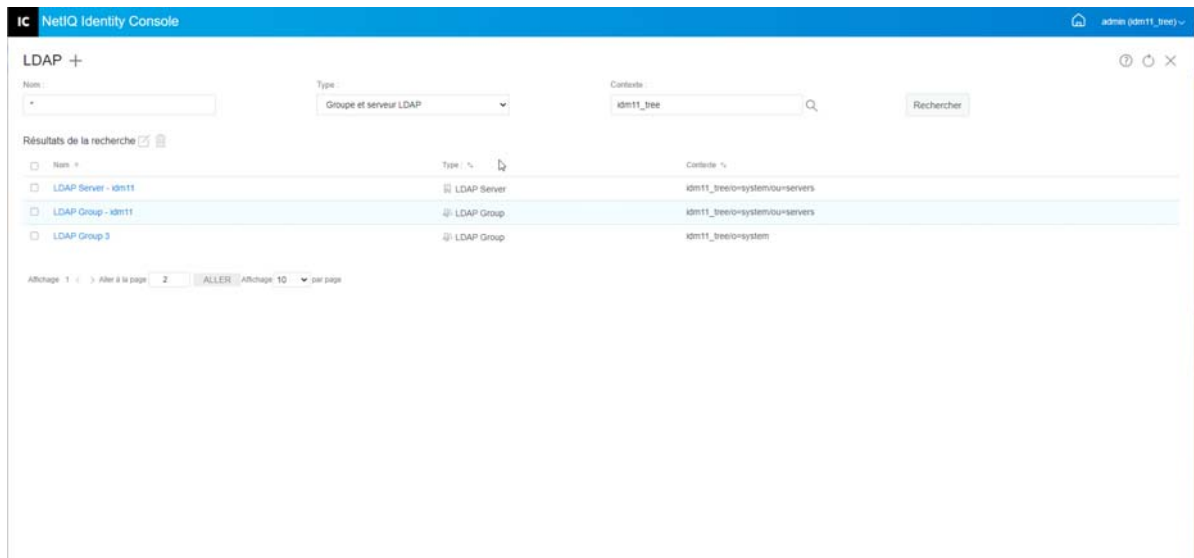 IC NetIQ Identity Console admin (idm11_tree)
LDAP
Nom : Type : Contexte :
* Groupe et serveur LDAP idm11_tree Rechercher
Résultats de la recherche
Nom Type : Contexte
LDAP Server - idm11 LDAP Server idm11_tree/o=system/ou=servers
LDAP Group - idm11 LDAP Group idm11_tree/o=system/ou=servers
LDAP Group 3 LDAP Group idm11_tree/o=system
Affichage 1 Aller à la page 2 ALLER Affichage 10 par page